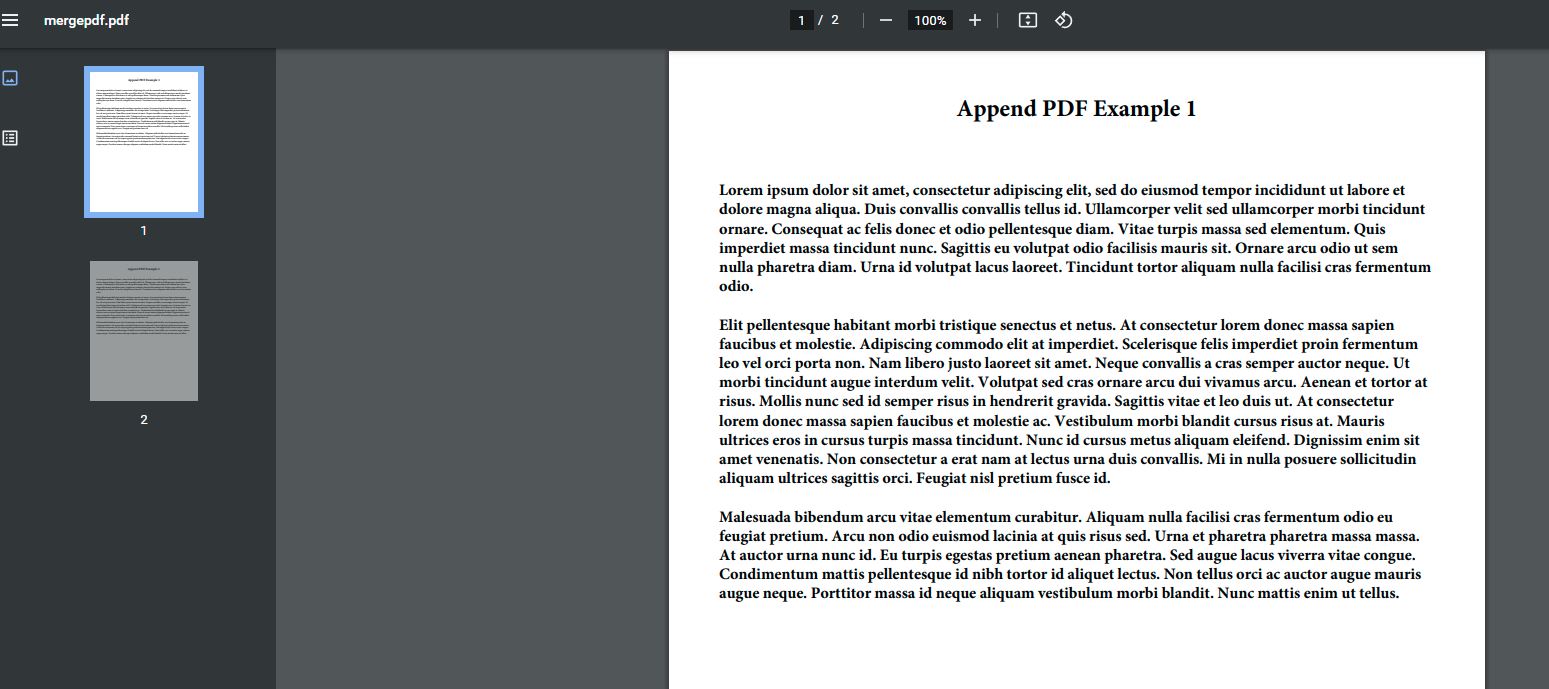 mergepdf.pdf
1 / 2
100%
Append PDF Example 1
1
Append PDF Example 1
2
Append PDF Example 1
Lorem ipsum dolor sit amet, consectetur adipiscing elit, sed do eiusmod tempor incididunt ut labore et
dolore magna aliqua. Duis convallis convallis tellus id. Ullamcorper velit sed ullamcorper morbi tincidunt
ornare. Consequat ac felis donec et odio pellentesque diam. Vitae turpis massa sed elementum. Quis
imperdiet massa tincidunt nunc. Sagittis eu volutpat odio facilisis mauris sit. Ornare arcu odio ut sem
nulla pharetra diam. Urna id volutpat lacus laoreet. Tincidunt tortor aliquam nulla facilisi cras fermentum
odio.
Elit pellentesque habitant morbi tristique senectus et netus. At consectetur lorem donec massa sapien
faucibus et molestie. Adipiscing commodo elit at imperdiet. Scelerisque felis imperdiet proin fermentum
leo vel orci porta non. Nam libero justo laoreet sit amet. Neque convallis a cras semper auctor neque. Ut
morbi tincidunt augue interdum velit. Volutpat sed cras ornare arcu dui vivamus arcu. Aenean et tortor at
risus. Mollis nunc sed id semper risus in hendrerit gravida. Sagittis vitae et leo duis ut. At consectetur
lorem donec massa sapien faucibus et molestie ac. Vestibulum morbi blandit cursus risus at. Mauris
ultrices eros in cursus turpis massa tincidunt. Nunc id cursus metus aliquam eleifend. Dignissim enim sit
amet venenatis. Non consectetur a erat nam at lectus urna duis convallis. Mi in nulla posuere sollicitudin
aliquam ultrices sagittis orci. Feugiat nisl pretium fusce id.
Malesuada bibendum arcu vitae elementum curabitur. Aliquam nulla facilisi cras fermentum odio eu
feugiat pretium. Arcu non odio euismod lacinia at quis risus sed. Urna et pharetra pharetra massa massa.
At auctor urna nunc id. Eu turpis egestas pretium aenean pharetra. Sed augue lacus viverra vitae congue.
Condimentum mattis pellentesque id nibh tortor id aliquet lectus. Non tellus orci ac auctor augue mauris
augue neque. Porttitor massa id neque aliquam vestibulum morbi blandit. Nunc mattis enim ut tellus.